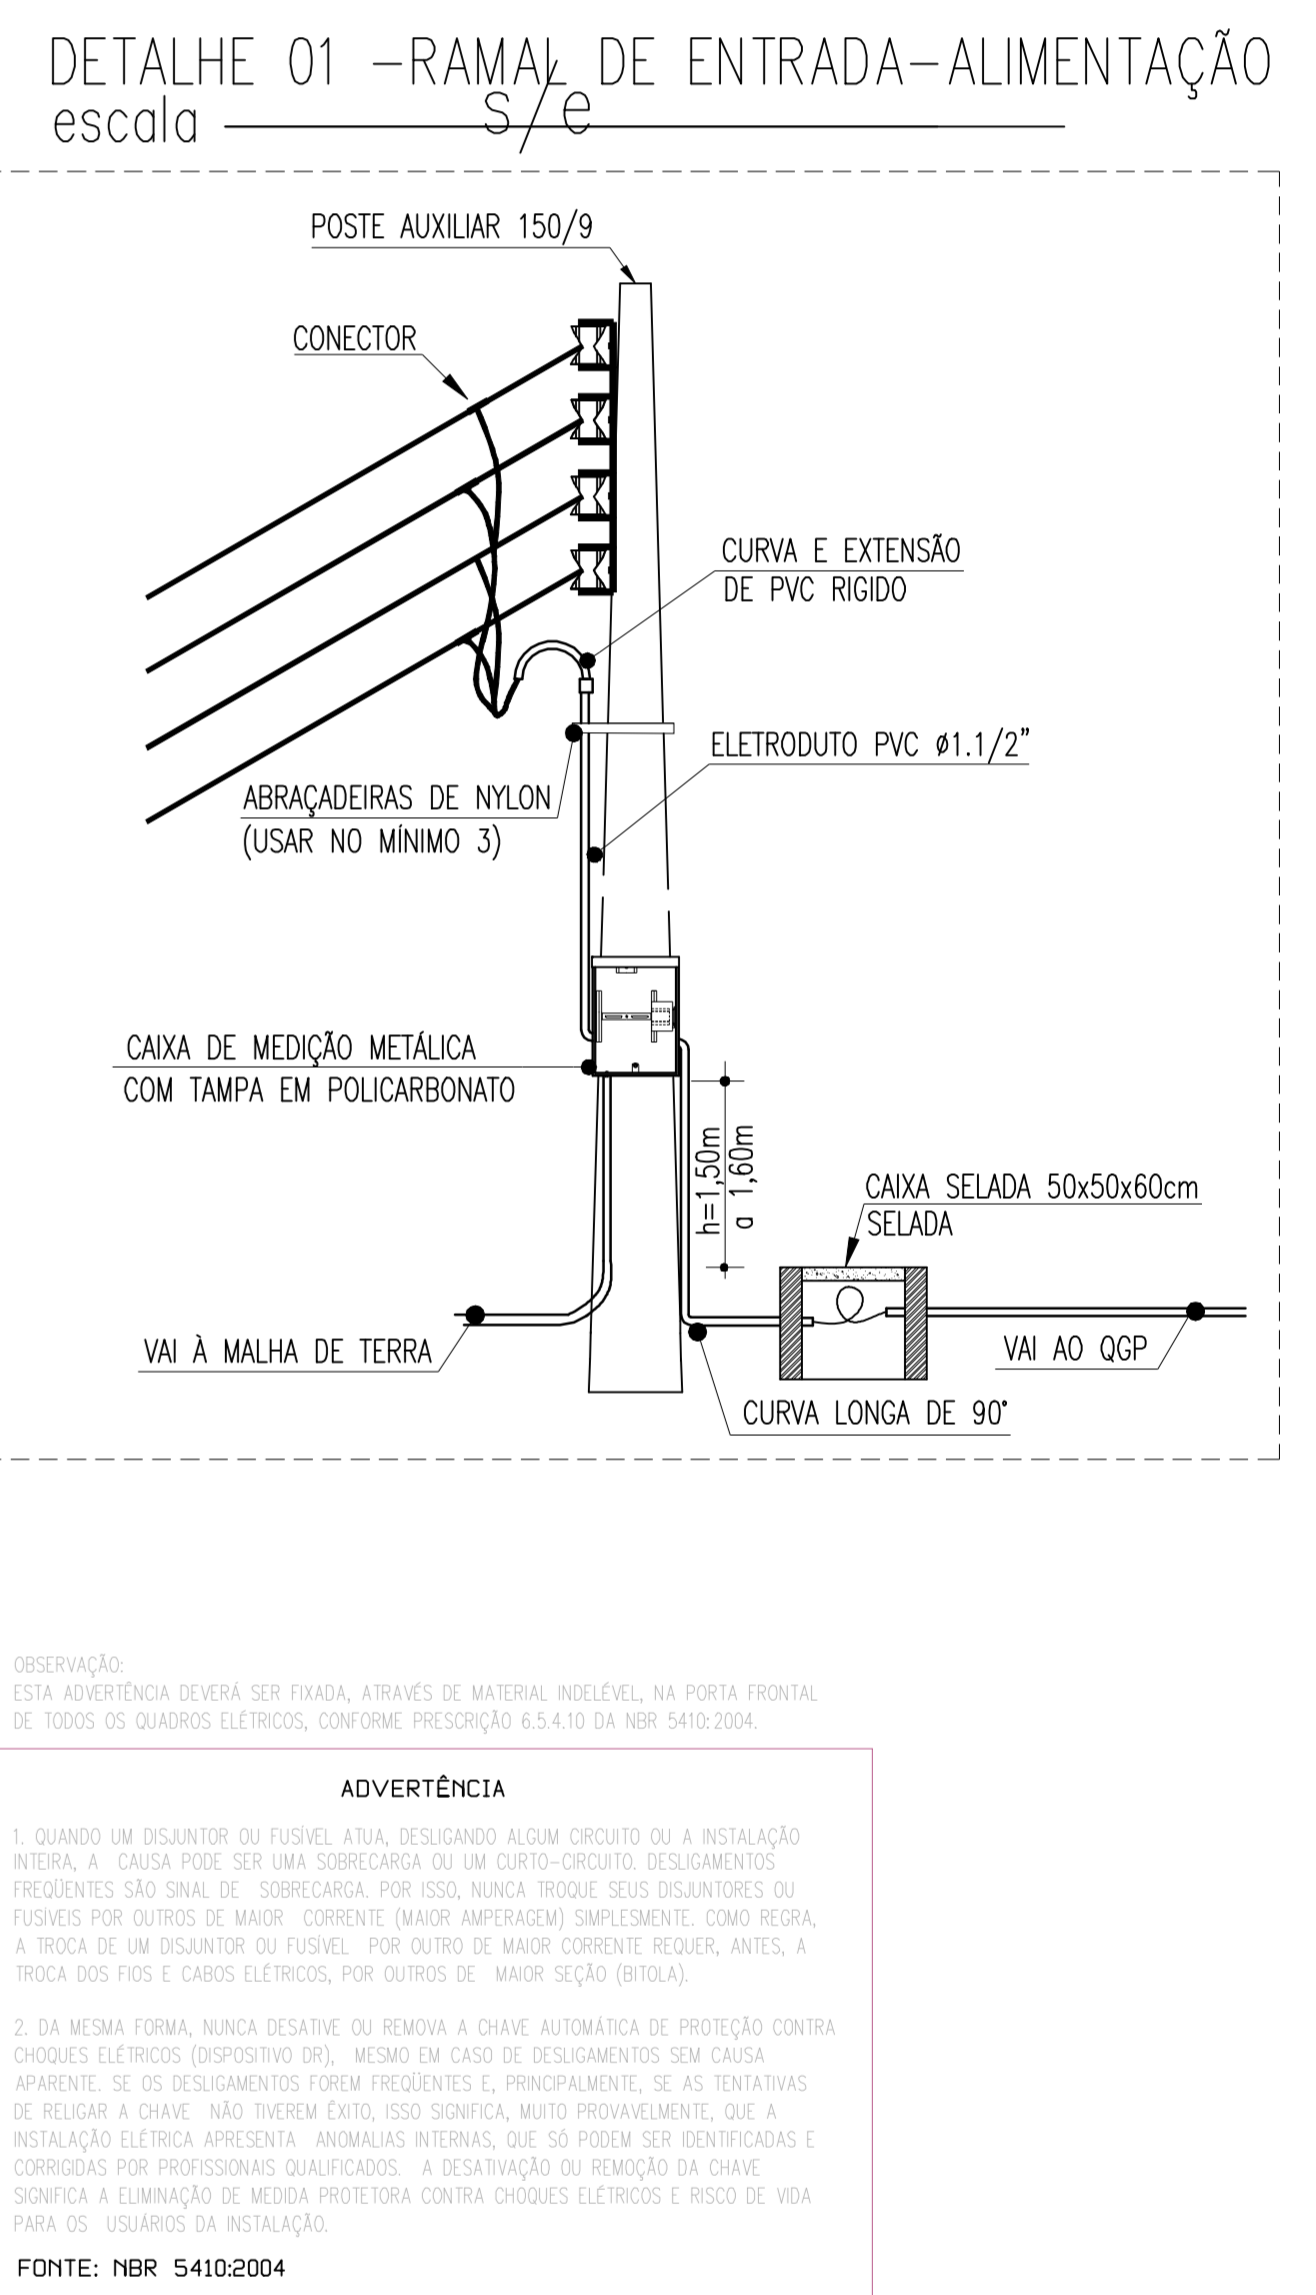 DETALHE 01 -RAMAL DE ENTRADA-ALIMENTAÇÃO
escala s/e
POSTE AUXILIAR 150/9
CONECTOR
CURVA E EXTENSÃO
DE PVC RIGIDO
ELETRODUTO PVC ø1.1/2"
ABRAÇADEIRAS DE NYLON
(USAR NO MÍNIMO 3)
CAIXA DE MEDIÇÃO METÁLICA
COM TAMPA EM POLICARBONATO
h=1,50m
a 1,60m
CAIXA SELADA 50x50x60cm
SELADA
VAI À MALHA DE TERRA
VAI AO QGP
CURVA LONGA DE 90°
OBSERVAÇÃO:
ESTA ADVERTÊNCIA DEVERÁ SER FIXADA, ATRAVÉS DE MATERIAL INDELÉVEL, NA PORTA FRONTAL
DE TODOS OS QUADROS ELÉTRICOS, CONFORME PRESCRIÇÃO 6.5.4.10 DA NBR 5410:2004.
ADVERTÊNCIA
1. QUANDO UM DISJUNTOR OU FUSÍVEL ATUA, DESLIGANDO ALGUM CIRCUITO OU A INSTALAÇÃO
INTEIRA, A CAUSA PODE SER UMA SOBRECARGA OU UM CURTO-CIRCUITO. DESLIGAMENTOS
FREQÜENTES SÃO SINAL DE SOBRECARGA. POR ISSO, NUNCA TROQUE SEUS DISJUNTORES OU
FUSÍVEIS POR OUTROS DE MAIOR CORRENTE (MAIOR AMPERAGEM) SIMPLESMENTE. COMO REGRA,
A TROCA DE UM DISJUNTOR OU FUSÍVEL POR OUTRO DE MAIOR CORRENTE REQUER, ANTES, A
TROCA DOS FIOS E CABOS ELÉTRICOS, POR OUTROS DE MAIOR SEÇÃO (BITOLA).
2. DA MESMA FORMA, NUNCA DESATIVE OU REMOVA A CHAVE AUTOMÁTICA DE PROTEÇÃO CONTRA
CHOQUES ELÉTRICOS (DISPOSITIVO DR), MESMO EM CASO DE DESLIGAMENTOS SEM CAUSA
APARENTE. SE OS DESLIGAMENTOS FOREM FREQÜENTES E, PRINCIPALMENTE, SE AS TENTATIVAS
DE RELIGAR A CHAVE NÃO TIVEREM ÊXITO, ISSO SIGNIFICA, MUITO PROVAVELMENTE, QUE A
INSTALAÇÃO ELÉTRICA APRESENTA ANOMALIAS INTERNAS, QUE SÓ PODEM SER IDENTIFICADAS E
CORRIGIDAS POR PROFISSIONAIS QUALIFICADOS. A DESATIVAÇÃO OU REMOÇÃO DA CHAVE
SIGNIFICA A ELIMINAÇÃO DE MEDIDA PROTETORA CONTRA CHOQUES ELÉTRICOS E RISCO DE VIDA
PARA OS USUÁRIOS DA INSTALAÇÃO.
FONTE: NBR 5410:2004